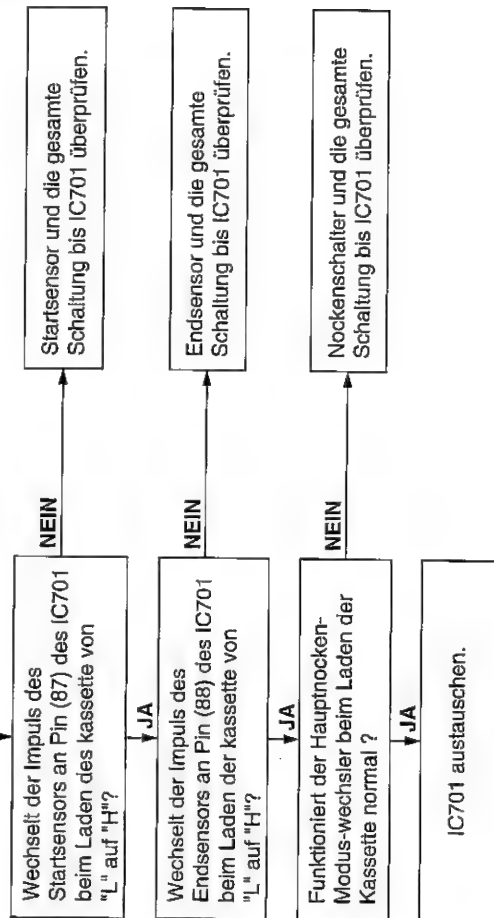 Wechselt der Impuls des
Startsensors an Pin (87) des IC701
beim Laden des kassette von
"L" auf "H"?
NEIN
Startsensor und die gesamte
Schaltung bis IC701 überprüfen.
JA
Wechselt der Impuls des
Endsensors an Pin (88) des IC701
beim Laden der kassette von
"L" auf "H"?
NEIN
Endsensor und die gesamte
Schaltung bis IC701 überprüfen.
JA
Funktioniert der Hauptnocken-
Modus-wechsler beim Laden der
Kassette normal ?
NEIN
Nockenschalter und die gesamte
Schaltung bis IC701 überprüfen.
JA
IC701 austauschen.